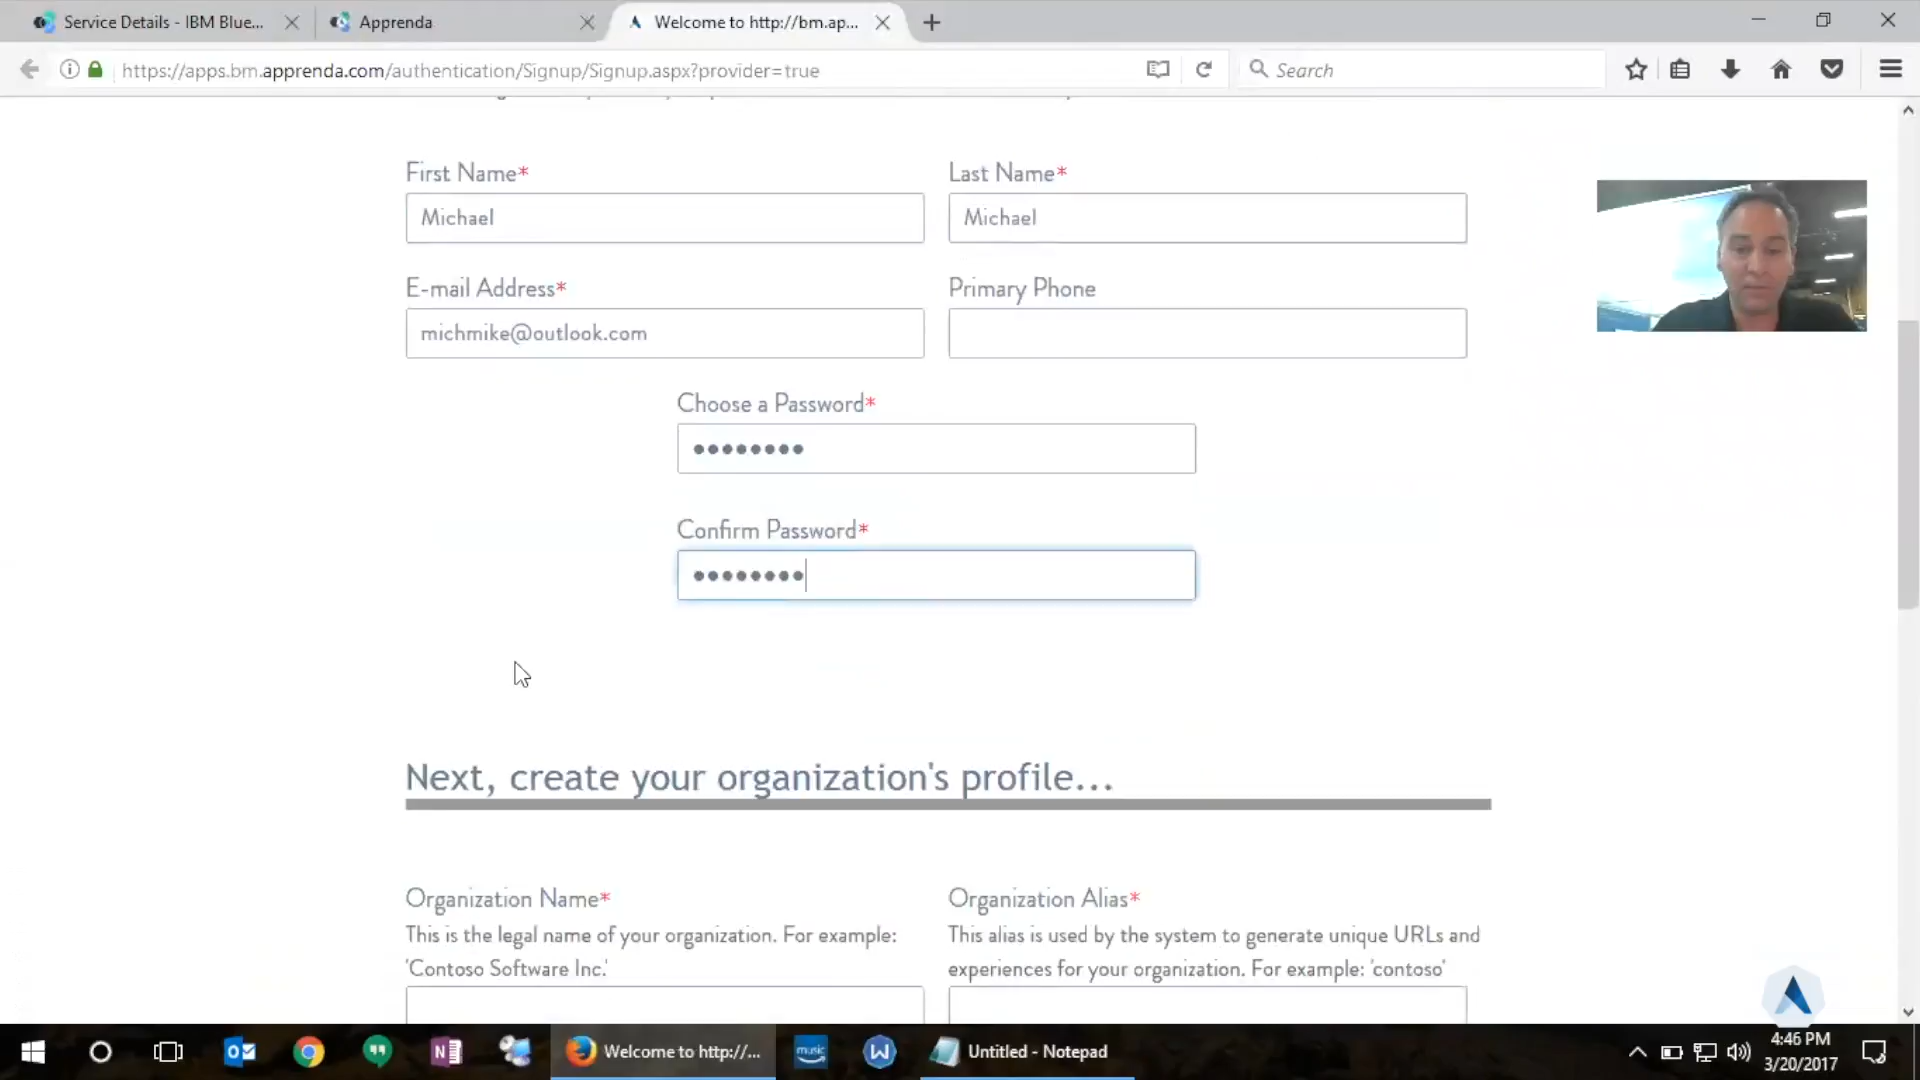 Service Details - IBM Blue...
Apprenda
Welcome to http://bm.ap...
https://apps.bm.apprenda.com/authentication/Signup/Signup.aspx?provider=true
Search
First Name*
Last Name*
Michael
Michael
E-mail Address*
Primary Phone
michmike@outlook.com
Choose a Password*
Confirm Password*
Next, create your organization's profile...
Organization Name*
Organization Alias*
This is the legal name of your organization. For example:
'Contoso Software Inc.'
This alias is used by the system to generate unique URLs and
experiences for your organization. For example: 'contoso'
Welcome to http://...
music
Untitled - Notepad
4:46 PM
3/20/2017